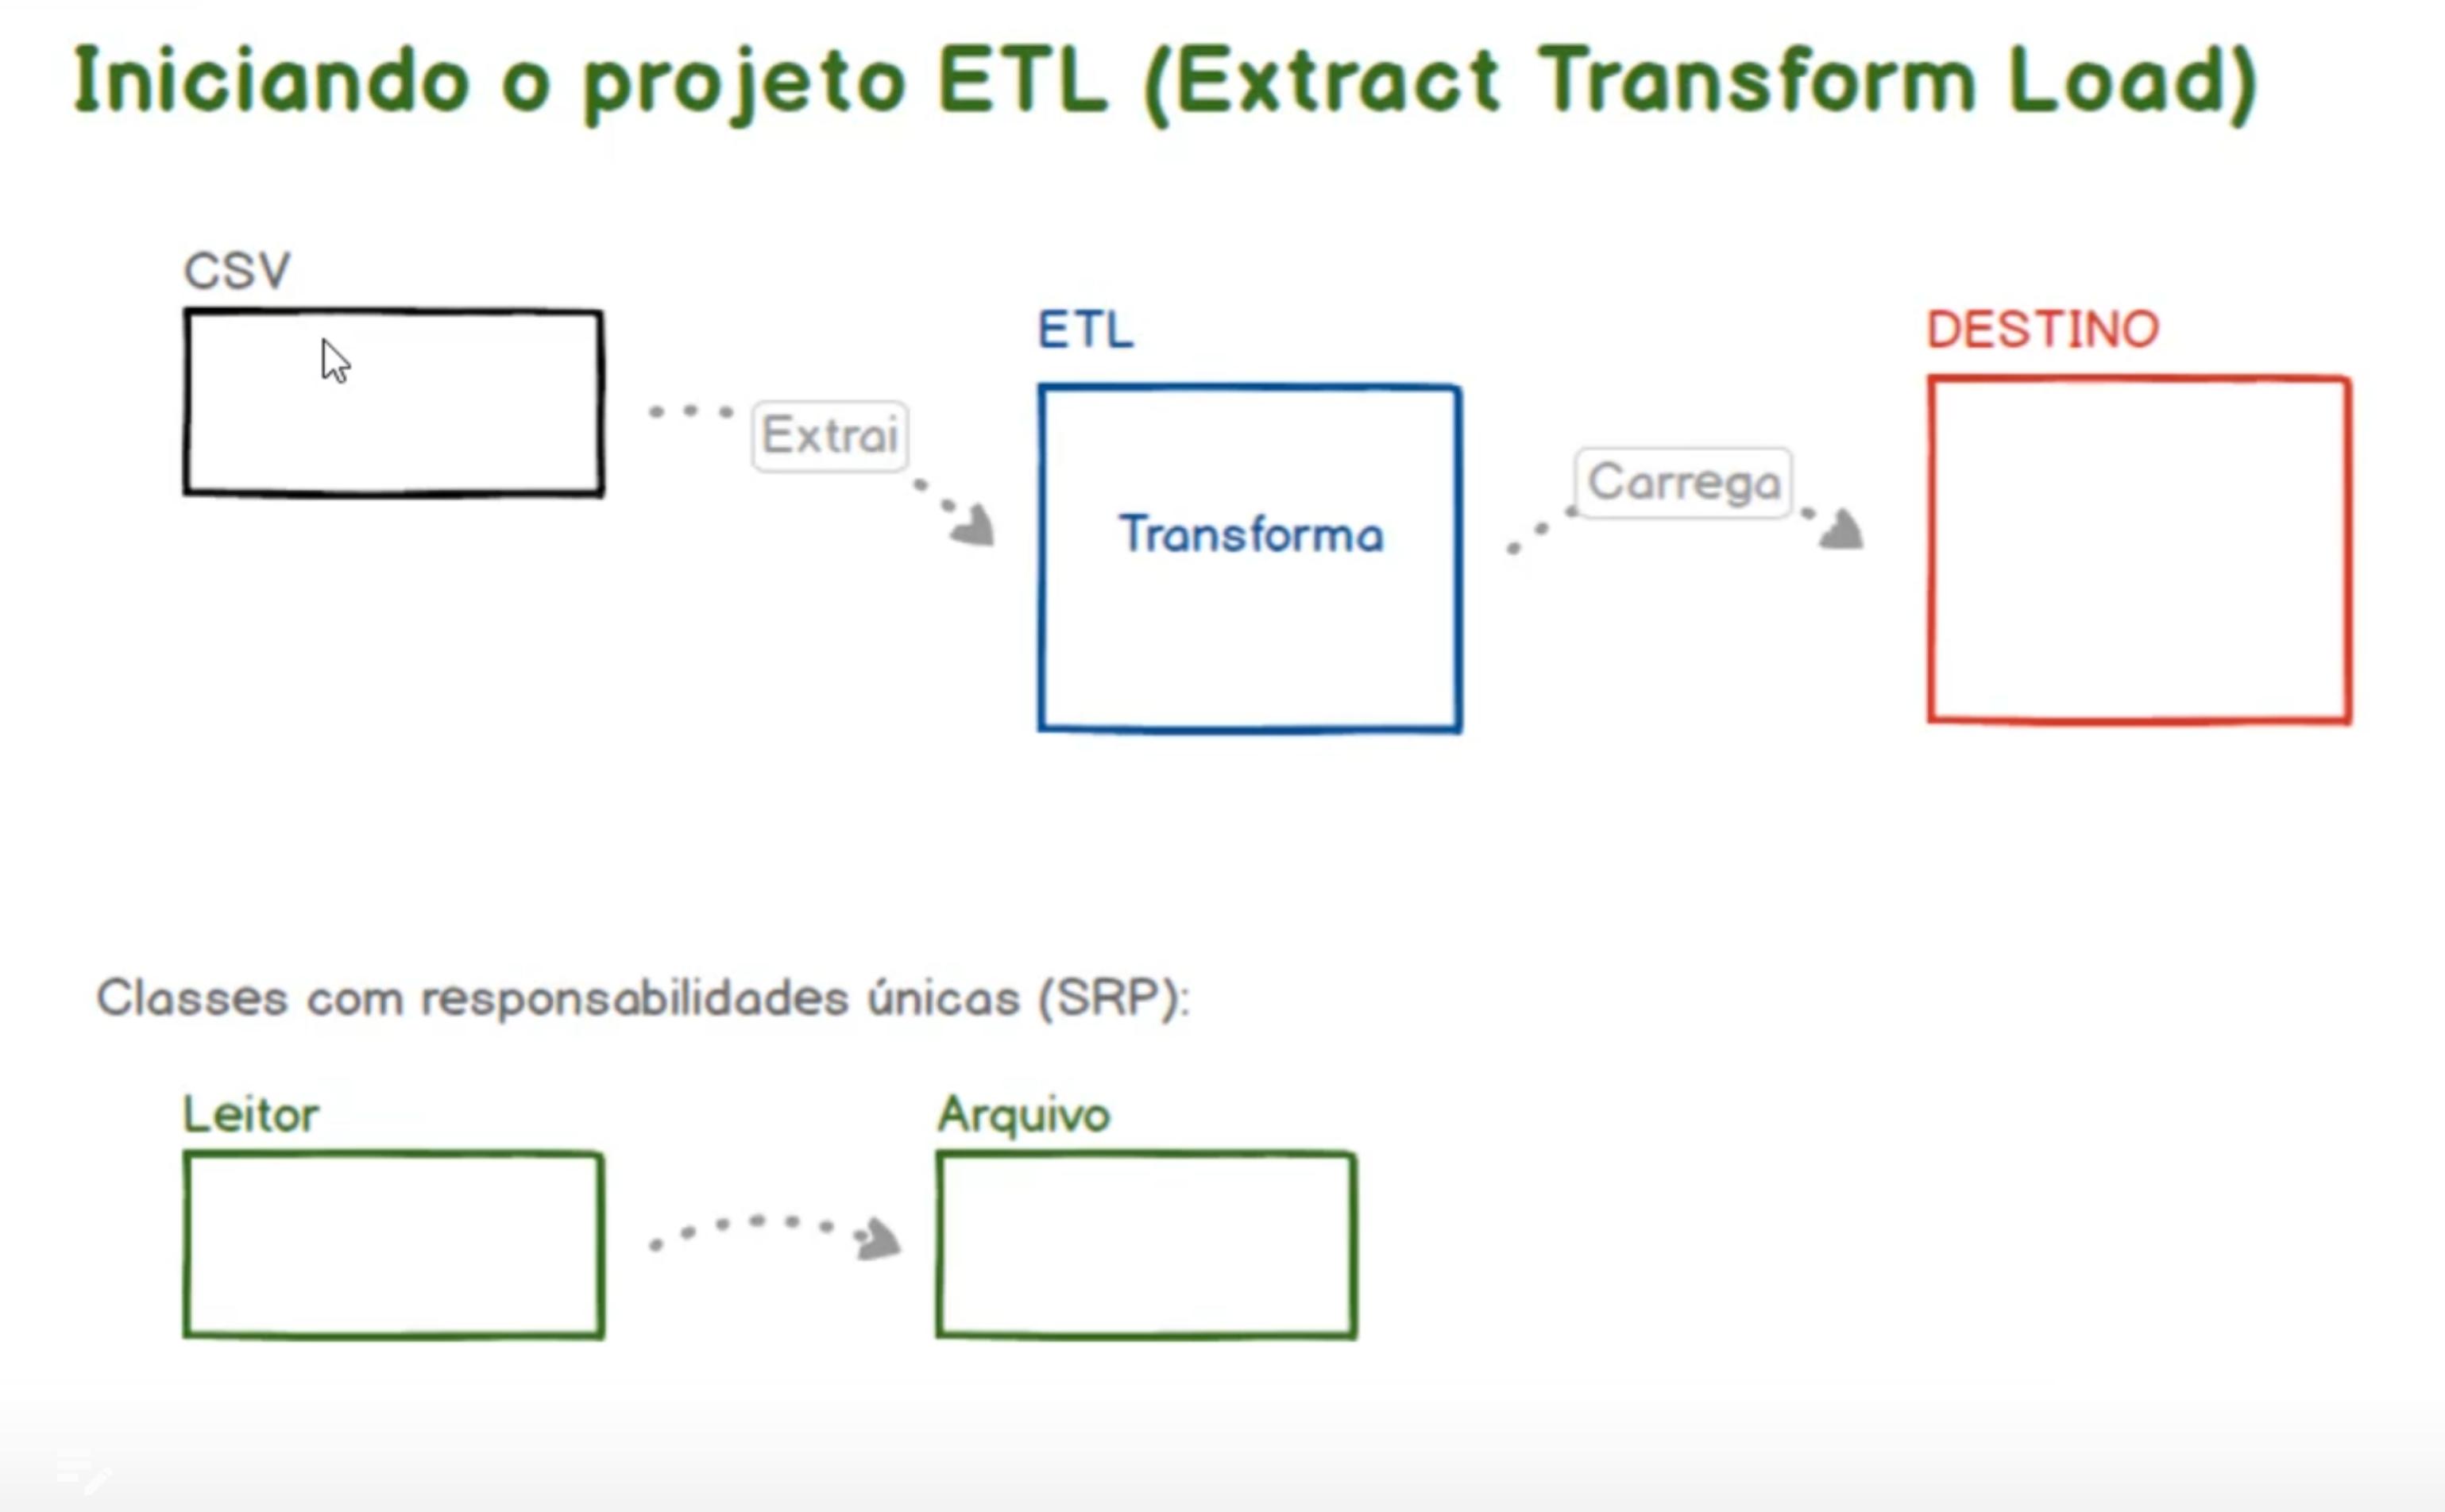 Iniciando o projeto ETL (Extract Transform Load)
CSV
ETL
DESTINO
Extrai
Carrega
Transforma
Classes com responsabilidades únicas (SRP):
Leitor
Arquivo